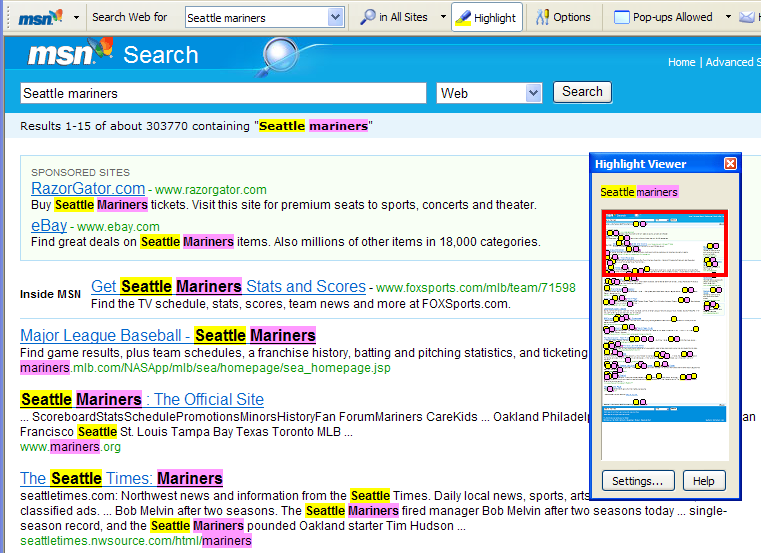 msn Search Web for Seattle mariners in All Sites Highlight Options Pop-ups Allowed
msn Search
Home | Advanced S
Seattle mariners Web Search
Results 1-15 of about 303770 containing "Seattle mariners"
SPONSORED SITES
RazorGator.com - www.razorgator.com
Buy Seattle Mariners tickets. Visit this site for premium seats to sports, concerts and theater.
eBay - www.ebay.com
Find great deals on Seattle Mariners items. Also millions of other items in 18,000 categories.
Inside MSN Get Seattle Mariners Stats and Scores - www.foxsports.com/mlb/team/71598
Find the TV schedule, stats, scores, team news and more at FOXSports.com.
Major League Baseball - Seattle Mariners
Find game results, plus team schedules, a franchise history, batting and pitching statistics, and ticketing
mariners.mlb.com/NASApp/mlb/sea/homepage/sea_homepage.jsp
Seattle Mariners : The Official Site
... ScoreboardStatsSchedulePromotionsMinorsHistoryFan ForumMariners CareKids ... Oakland Philadelp an
Francisco Seattle St. Louis Tampa Bay Texas Toronto MLB ...
www.mariners.org
The Seattle Times: Mariners
seattletimes.com: Northwest news and information from the Seattle Times. Daily local news, sports, arts
classified ads. ... Bob Melvin after two seasons. The Seattle Mariners fired manager Bob Melvin after two seasons today ... single-
season record, and the Seattle Mariners pounded Oakland starter Tim Hudson ...
seattletimes.nwsource.com/html/mariners
Highlight Viewer
Seattle mariners
Settings... Help